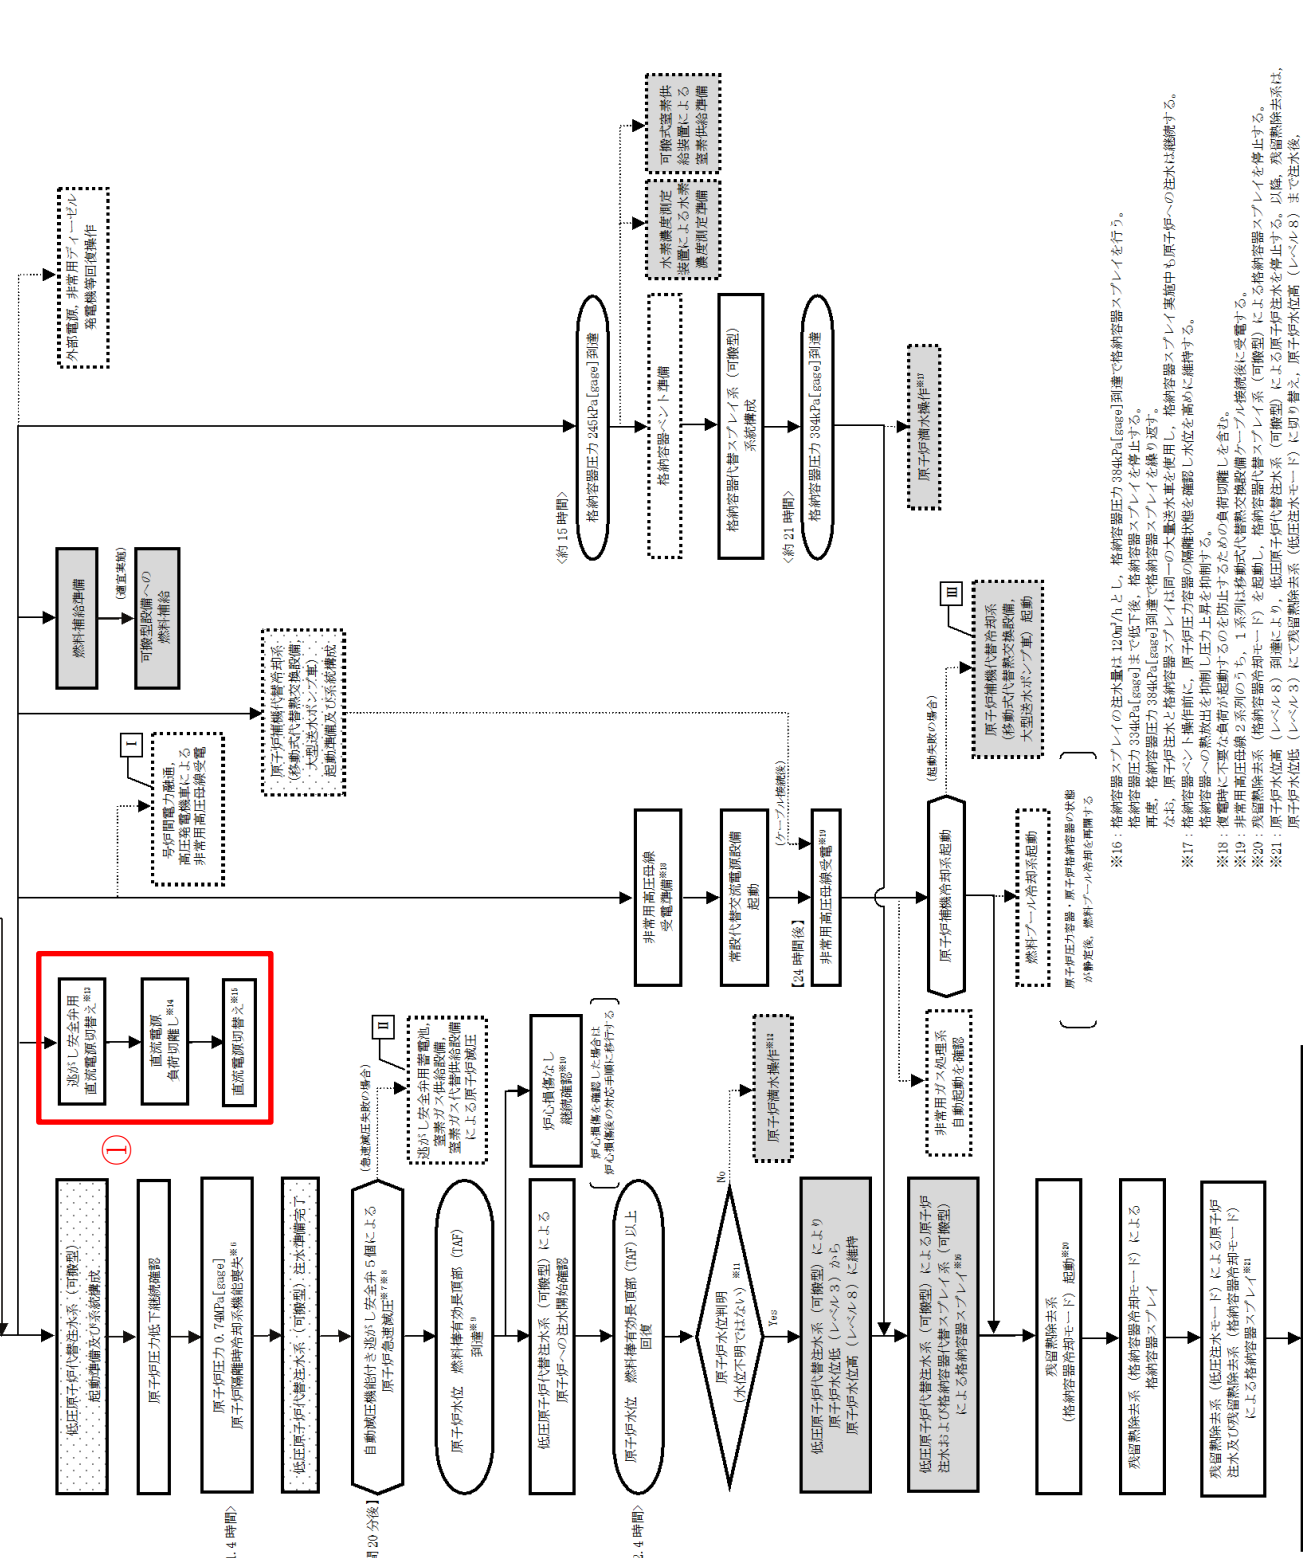 低圧原子炉代替注水系（可搬型）
起動準備及び系統構成
原子炉圧力低下継続確認
原子炉圧力 0.74MPa[gage]
原子炉隔離時冷却系機能喪失※6
.4 時間>
低圧原子炉代替注水系（可搬型）注水準備完了
自動減圧機能付き逃がし安全弁５個による
原子炉急速減圧※7※8
間 20 分後】
（急速減圧失敗の場合）
Ⅱ
逃がし安全弁用蓄電池，
窒素ガス供給設備，
窒素ガス代替供給設備
による原子炉減圧
原子炉水位　燃料棒有効長頂部（TAF）
到達※9
低圧原子炉代替注水系（可搬型）による
原子炉への注水開始確認
炉心損傷なし
継続確認※10
炉心損傷を確認した場合は
炉心損傷後の対応手順に移行する
原子炉水位　燃料棒有効長頂部（TAF）以上
回復
2.4 時間>
原子炉水位判明
（水位不明ではない）※11
No
Yes
原子炉満水操作※12
低圧原子炉代替注水系（可搬型）により
原子炉水位低（レベル３）から
原子炉水位高（レベル８）に維持
低圧原子炉代替注水系（可搬型）による原子炉
注水および格納容器代替スプレイ系（可搬型）
による格納容器スプレイ※16
残留熱除去系
（格納容器冷却モード）起動※20
残留熱除去系（格納容器冷却モード）による
格納容器スプレイ
残留熱除去系（低圧注水モード）による原子炉
注水及び残留熱除去系（格納容器冷却モード）
による格納容器スプレイ※21
①
逃がし安全弁用
直流電源切替え※13
直流電源
負荷切離し※14
直流電源切替え※15
Ⅰ
号炉間電力融通，
高圧発電機車による
非常用高圧母線受電
非常用高圧母線
受電準備※18
常設代替交流電源設備
起動
【24 時間後】
非常用高圧母線受電※19
（ケーブル接続後）
非常用ガス処理系
自動起動を確認
原子炉補機冷却系起動
（起動失敗の場合）
Ⅲ
原子炉補機代替冷却系
（移動式代替熱交換設備，
大型送水ポンプ車）起動
燃料プール冷却系起動
原子炉圧力容器・原子炉格納容器の状態
が静定後，燃料プール冷却を再開する
原子炉補機代替冷却系
（移動式代替熱交換設備，
大型送水ポンプ車）
起動準備及び系統構成
燃料補給準備
（適宜実施）
可搬型設備への
燃料補給
外部電源，非常用ディーゼル
発電機等回復操作
<約 15 時間>
格納容器圧力 245kPa[gage]到達
格納容器ベント準備
水素濃度測定
装置による水素
濃度測定準備
可搬式窒素供
給装置による
窒素供給準備
格納容器代替スプレイ系（可搬型）
系統構成
<約 21 時間>
格納容器圧力 384kPa[gage]到達
原子炉満水操作※17
※16：格納容器スプレイの注水量は 120m³/h とし，格納容器圧力 384kPa[gage]到達で格納容器スプレイを行う。
格納容器圧力 334kPa[gage]まで低下後，格納容器スプレイを停止する。
再度，格納容器圧力 384kPa[gage]到達で格納容器スプレイを繰り返す。
なお，原子炉注水と格納容器スプレイは同一の大量送水車を使用し，格納容器スプレイ実施中も原子炉への注水は継続する。
※17：格納容器ベント操作前に，原子炉圧力容器の隔離状態を確認し水位を高めに維持する。
格納容器への熱放出を抑制し圧力上昇を抑制する。
※18：復電時に不要な負荷が起動するのを防止するための負荷切離しを含む。
※19：非常用高圧母線２系列のうち，１系列は移動式代替熱交換設備ケーブル接続後に受電する。
※20：残留熱除去系（格納容器冷却モード）を起動し，格納容器代替スプレイ系（可搬型）による格納容器スプレイを停止する。
※21：原子炉水位高（レベル８）到達により，低圧原子炉代替注水系（可搬型）による原子炉注水を停止する。以降，残留熱除去系は，
原子炉水位低（レベル３）にて残留熱除去系（低圧注水モード）に切り替え，原子炉水位高（レベル８）まで注水後，